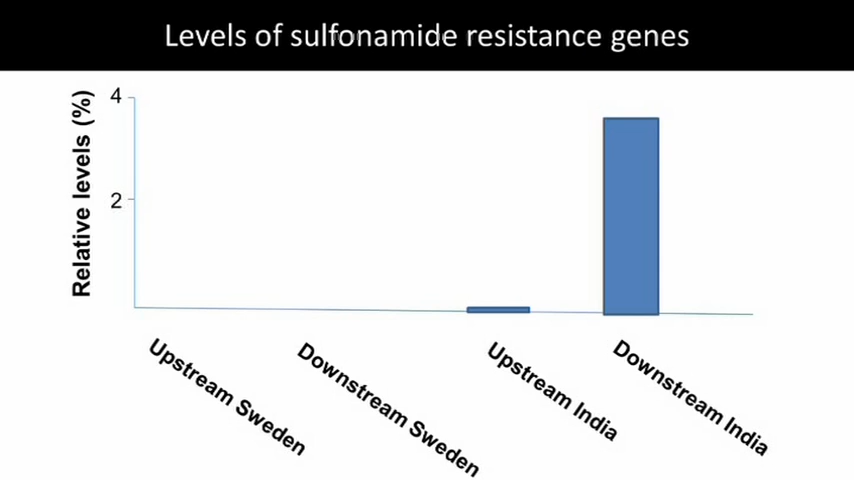 Levels of sulfonamide resistance genes
Relative levels (%)
4
2
Upstream Sweden
Downstream Sweden
Upstream India
Downstream India